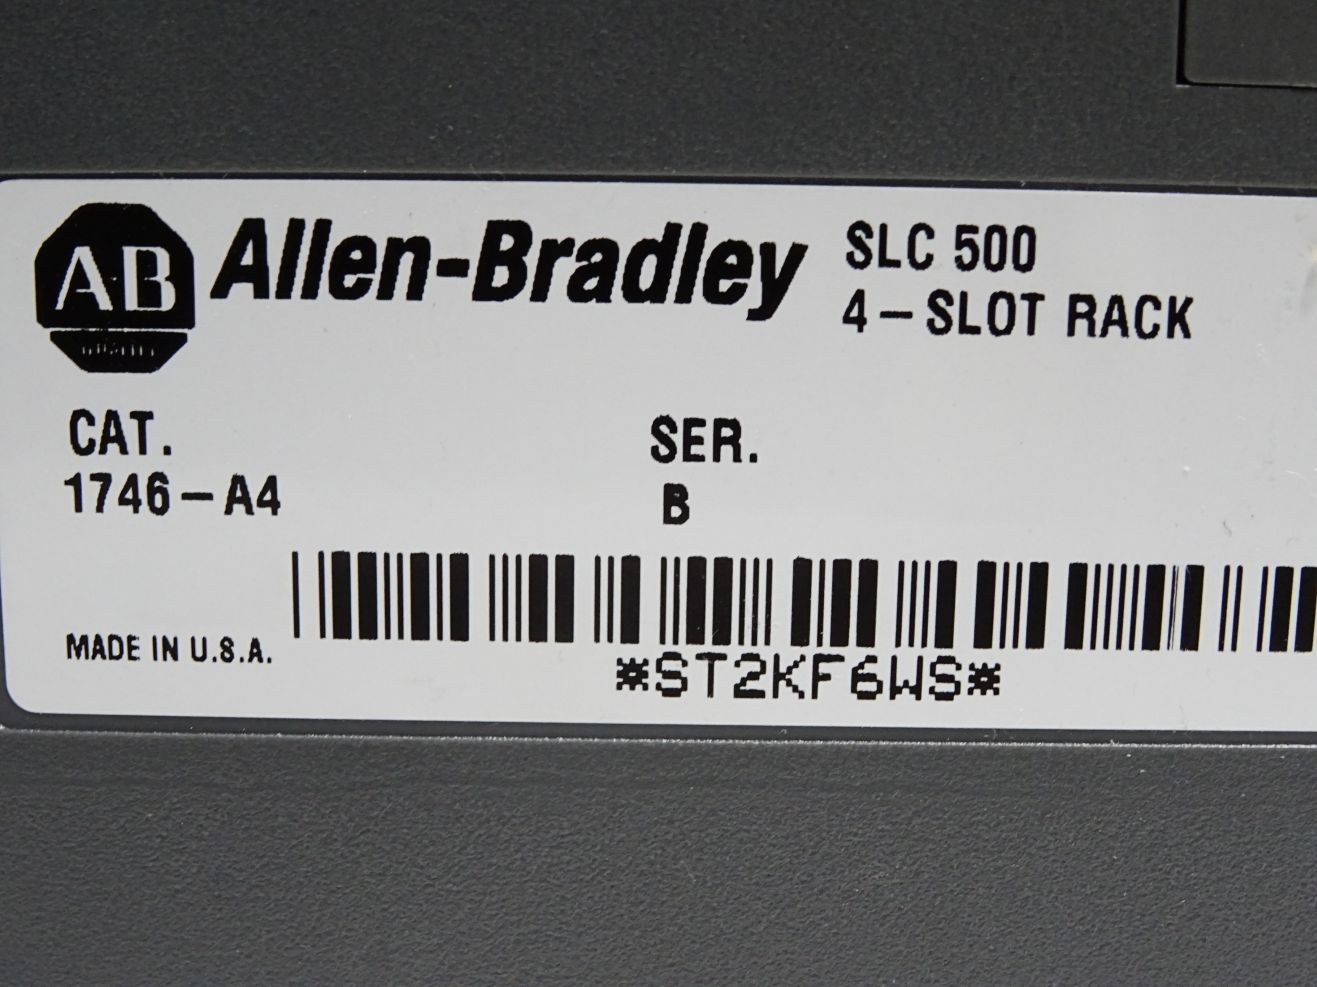 AB
Allen-Bradley
SLC 500
4-SLOT RACK
CAT.
SER.
1746-A4
B
MADE IN U.S.A.
*ST2KF6WS*